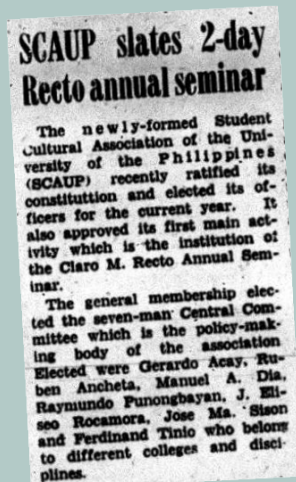 SCAUP slates 2-day
Recto annual seminar
The newly-formed Student
Cultural Association of the Uni-
versity of the Philippines
(SCAUP) recently ratified its
constituttion and elected its of-
ficers for the current year. It
also approved its first main act-
ivity which is the institution of
the Claro M. Recto Annual Sem-
inar.
The general membership elec-
ted the seven-man Central Com-
mittee which is the policy-mak-
ing body of the association
Elected were Gerardo Acay, Ru-
ben Ancheta, Manuel A. Dia,
Raymundo Punongbayan, J. Eli-
seo Rocamora, Jose Ma. Sison
and Ferdinand Tinio who belong
to different colleges and disci-
plines.